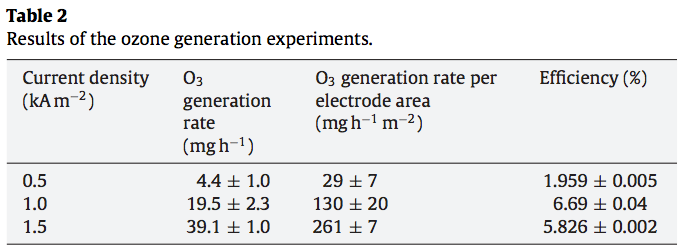 Table 2
Results of the ozone generation experiments.
Current density O₃ O₃ generation rate per Efficiency (%)
(kA m⁻²) generation electrode area
rate (mg h⁻¹ m⁻²)
(mg h⁻¹)
0.5 4.4 ± 1.0 29 ± 7 1.959 ± 0.005
1.0 19.5 ± 2.3 130 ± 20 6.69 ± 0.04
1.5 39.1 ± 1.0 261 ± 7 5.826 ± 0.002